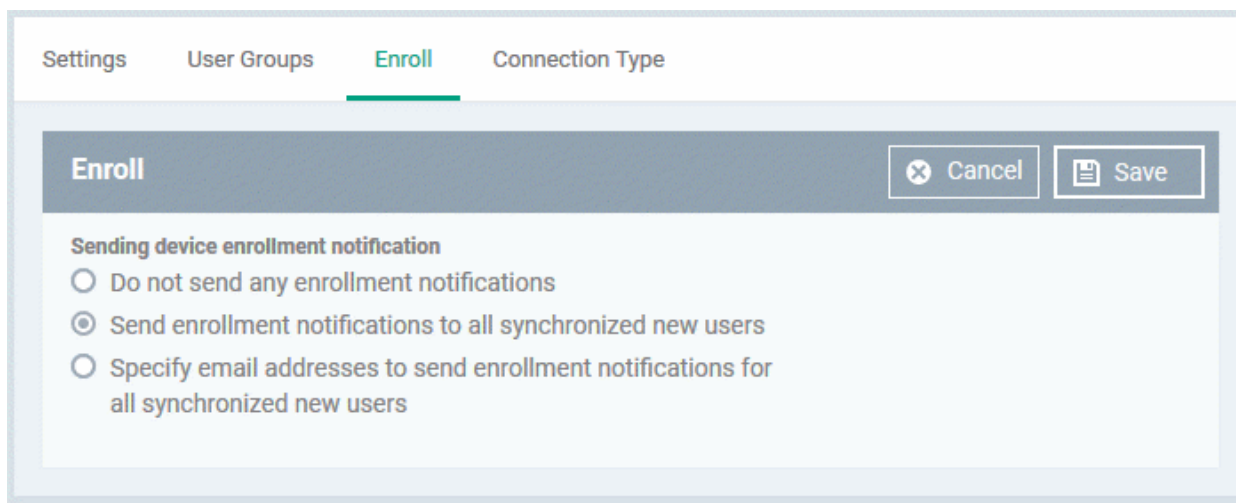 Settings User Groups Enroll Connection Type
Enroll Cancel Save
Sending device enrollment notification
Do not send any enrollment notifications
Send enrollment notifications to all synchronized new users
Specify email addresses to send enrollment notifications for
all synchronized new users